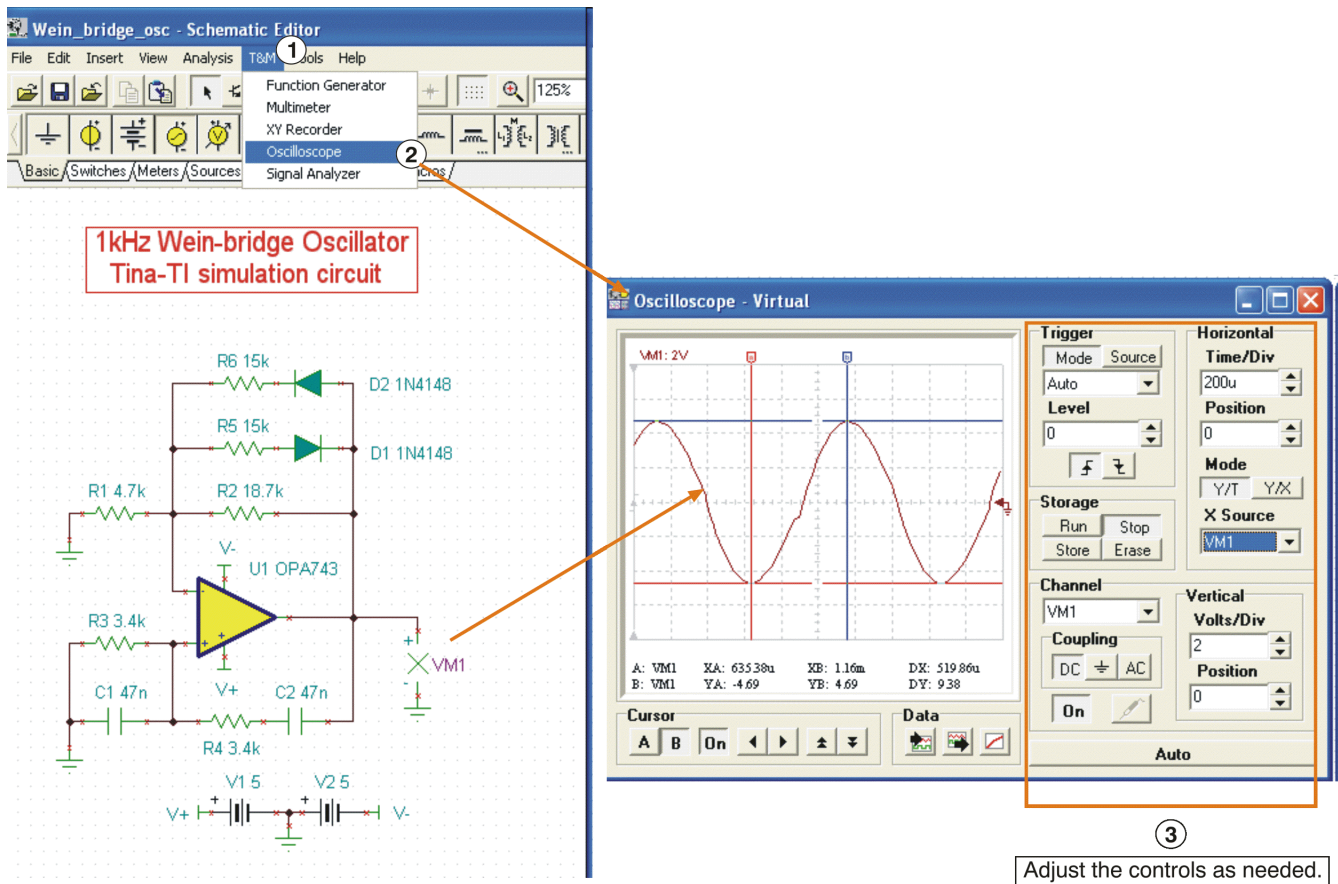 Wein_bridge_osc - Schematic Editor
File Edit Insert View Analysis T&M ools Help
1
125%
Function Generator
Multimeter
XY Recorder
Oscilloscope
Signal Analyzer
2
Basic Switches Meters Sources
1kHz Wein-bridge Oscillator
Tina-TI simulation circuit
R6 15k
D2 1N4148
R5 15k
D1 1N4148
R1 4.7k
R2 18.7k
V-
U1 OPA743
R3 3.4k
V+
VM1
C1 47n
C2 47n
R4 3.4k
V1 5
V2 5
V+
V-
Oscilloscope - Virtual
VM1: 2V
A: VM1 XA: 635.38u XB: 1.16m DX: 519.86u
B: VM1 YA: -4.69 YB: 4.69 DY: 9.38
Cursor
A B On
Data
Trigger
Mode Source
Auto
Level
0
Storage
Run Stop
Store Erase
Horizontal
Time/Div
200u
Position
0
Mode
Y/T Y/X
X Source
VM1
Channel
VM1
Coupling
DC AC
On
Vertical
Volts/Div
2
Position
0
Auto
3
Adjust the controls as needed.